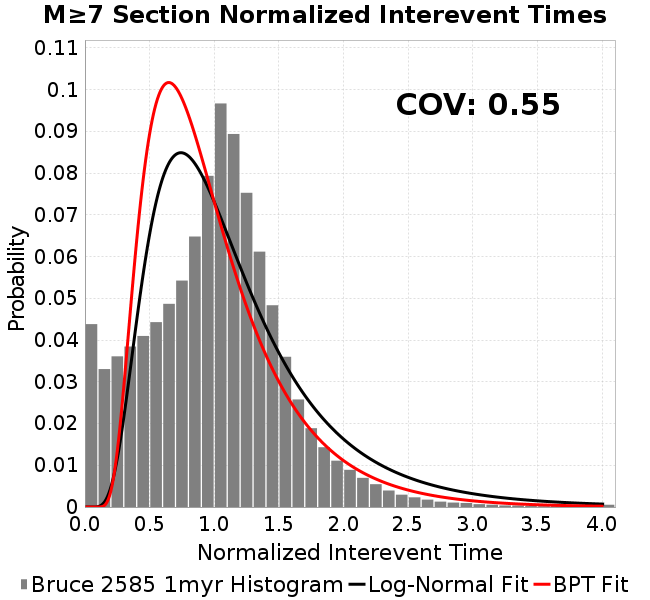 M≥7 Section Normalized Interevent Times
COV: 0.55
Probability
0.11
0.1
0.09
0.08
0.07
0.06
0.05
0.04
0.03
0.02
0.01
0
0.0 0.5 1.0 1.5 2.0 2.5 3.0 3.5 4.0
Normalized Interevent Time
Bruce 2585 1myr Histogram Log-Normal Fit BPT Fit